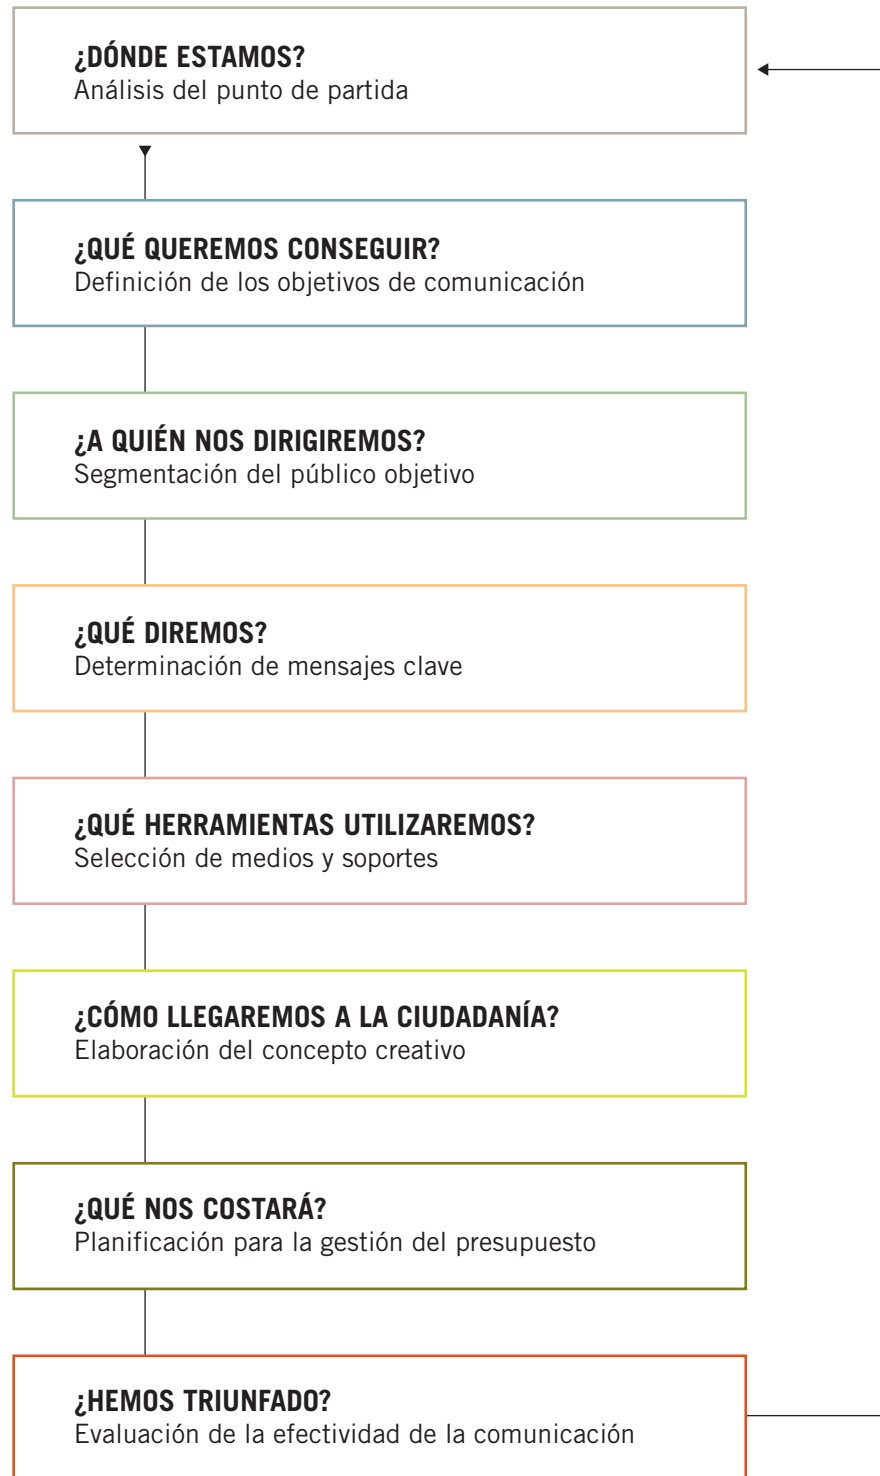 ¿DÓNDE ESTAMOS?
Análisis del punto de partida
¿QUÉ QUEREMOS CONSEGUIR?
Definición de los objetivos de comunicación
¿A QUIÉN NOS DIRIGIREMOS?
Segmentación del público objetivo
¿QUÉ DIREMOS?
Determinación de mensajes clave
¿QUÉ HERRAMIENTAS UTILIZAREMOS?
Selección de medios y soportes
¿CÓMO LLEGAREMOS A LA CIUDADANÍA?
Elaboración del concepto creativo
¿QUÉ NOS COSTARÁ?
Planificación para la gestión del presupuesto
¿HEMOS TRIUNFADO?
Evaluación de la efectividad de la comunicación